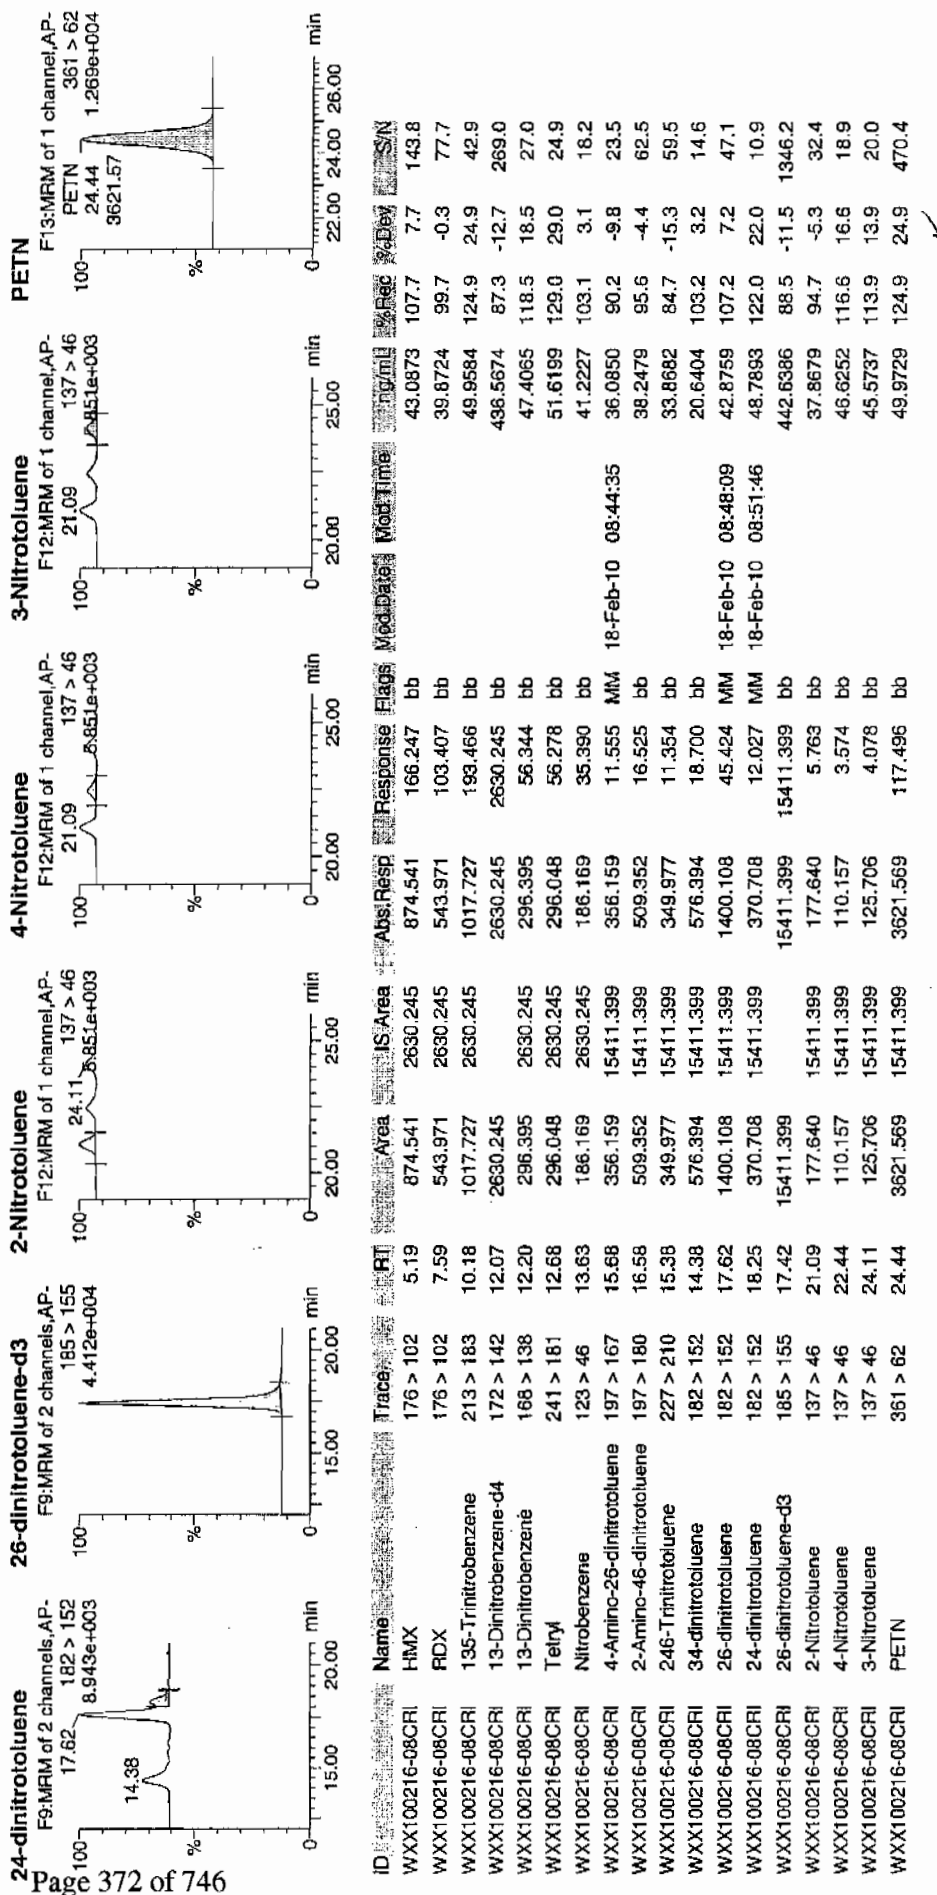 24-dinitrotoluene
F9:MRM of 2 channels,AP-
182 > 152
8.943e+003
17.62
14.38
100
%
0
15.00 20.00 min
26-dinitrotoluene-d3
F9:MRM of 2 channels,AP-
185 > 155
4.412e+004
100
%
0
15.00 20.00 min
2-Nitrotoluene
F12:MRM of 1 channel,AP-
137 > 46
5.851e+003
24.11
100
%
0
20.00 25.00 min
4-Nitrotoluene
F12:MRM of 1 channel,AP-
137 > 46
5.851e+003
21.09
100
%
0
20.00 25.00 min
3-Nitrotoluene
F12:MRM of 1 channel,AP-
137 > 46
5.851e+003
21.09
100
%
0
20.00 25.00 min
PETN
F13:MRM of 1 channel,AP-
361 > 62
1.269e+004
PETN
24.44
3621.57
100
%
0
22.00 24.00 26.00 min
ID Name Trace RT Area IS Area Abs.Resp Response Flags Mod.Date Mod.Time ng/mL %Rec %Dev S/N
WXX100216-08CRI HMX 176 > 102 5.19 874.541 2630.245 874.541 166.247 bb 43.0873 107.7 7.7 143.8
WXX100216-08CRI RDX 176 > 102 7.59 543.971 2630.245 543.971 103.407 bb 39.8724 99.7 -0.3 77.7
WXX100216-08CRI 135-Trinitrobenzene 213 > 183 10.18 1017.727 2630.245 1017.727 193.466 bb 49.9584 124.9 24.9 42.9
WXX100216-08CRI 13-Dinitrobenzene-d4 172 > 142 12.07 2630.245 2630.245 2630.245 bb 436.5674 87.3 -12.7 269.0
WXX100216-08CRI 13-Dinitrobenzene 168 > 138 12.20 296.395 2630.245 296.395 56.344 bb 47.4065 118.5 18.5 27.0
WXX100216-08CRI Tetryl 241 > 181 12.68 296.048 2630.245 296.048 56.278 bb 51.6199 129.0 29.0 24.9
WXX100216-08CRI Nitrobenzene 123 > 46 13.63 186.169 2630.245 186.169 35.390 bb 41.2227 103.1 3.1 18.2
WXX100216-08CRI 4-Amino-26-dinitrotoluene 197 > 167 15.68 356.159 15411.399 356.159 11.555 MM 18-Feb-10 08:44:35 36.0850 90.2 -9.8 23.5
WXX100216-08CRI 2-Amino-46-dinitrotoluene 197 > 180 16.58 509.352 15411.399 509.352 16.525 bb 38.2479 95.6 -4.4 62.5
WXX100216-08CRI 246-Trinitrotoluene 227 > 210 15.36 349.977 15411.399 349.977 11.354 bb 33.8682 84.7 -15.3 59.5
WXX100216-08CRI 34-dinitrotoluene 182 > 152 14.38 576.394 15411.399 576.394 18.700 bb 20.6404 103.2 3.2 14.6
WXX100216-08CRI 26-dinitrotoluene 182 > 152 17.62 1400.108 15411.399 1400.108 45.424 MM 18-Feb-10 08:48:09 42.8759 107.2 7.2 47.1
WXX100216-08CRI 24-dinitrotoluene 182 > 152 18.25 370.708 15411.399 370.708 12.027 MM 18-Feb-10 08:51:46 48.7893 122.0 22.0 10.9
WXX100216-08CRI 26-dinitrotoluene-d3 185 > 155 17.42 15411.399 15411.399 15411.399 bb 442.6386 88.5 -11.5 1346.2
WXX100216-08CRI 2-Nitrotoluene 137 > 46 21.09 177.640 15411.399 177.640 5.763 bb 37.8679 94.7 -5.3 32.4
WXX100216-08CRI 4-Nitrotoluene 137 > 46 22.44 110.157 15411.399 110.157 3.574 bb 46.6252 116.6 16.6 18.9
WXX100216-08CRI 3-Nitrotoluene 137 > 46 24.11 125.706 15411.399 125.706 4.078 bb 45.5737 113.9 13.9 20.0
WXX100216-08CRI PETN 361 > 62 24.44 3621.569 15411.399 3621.569 117.496 bb 49.9729 124.9 24.9 470.4
Page 372 of 746